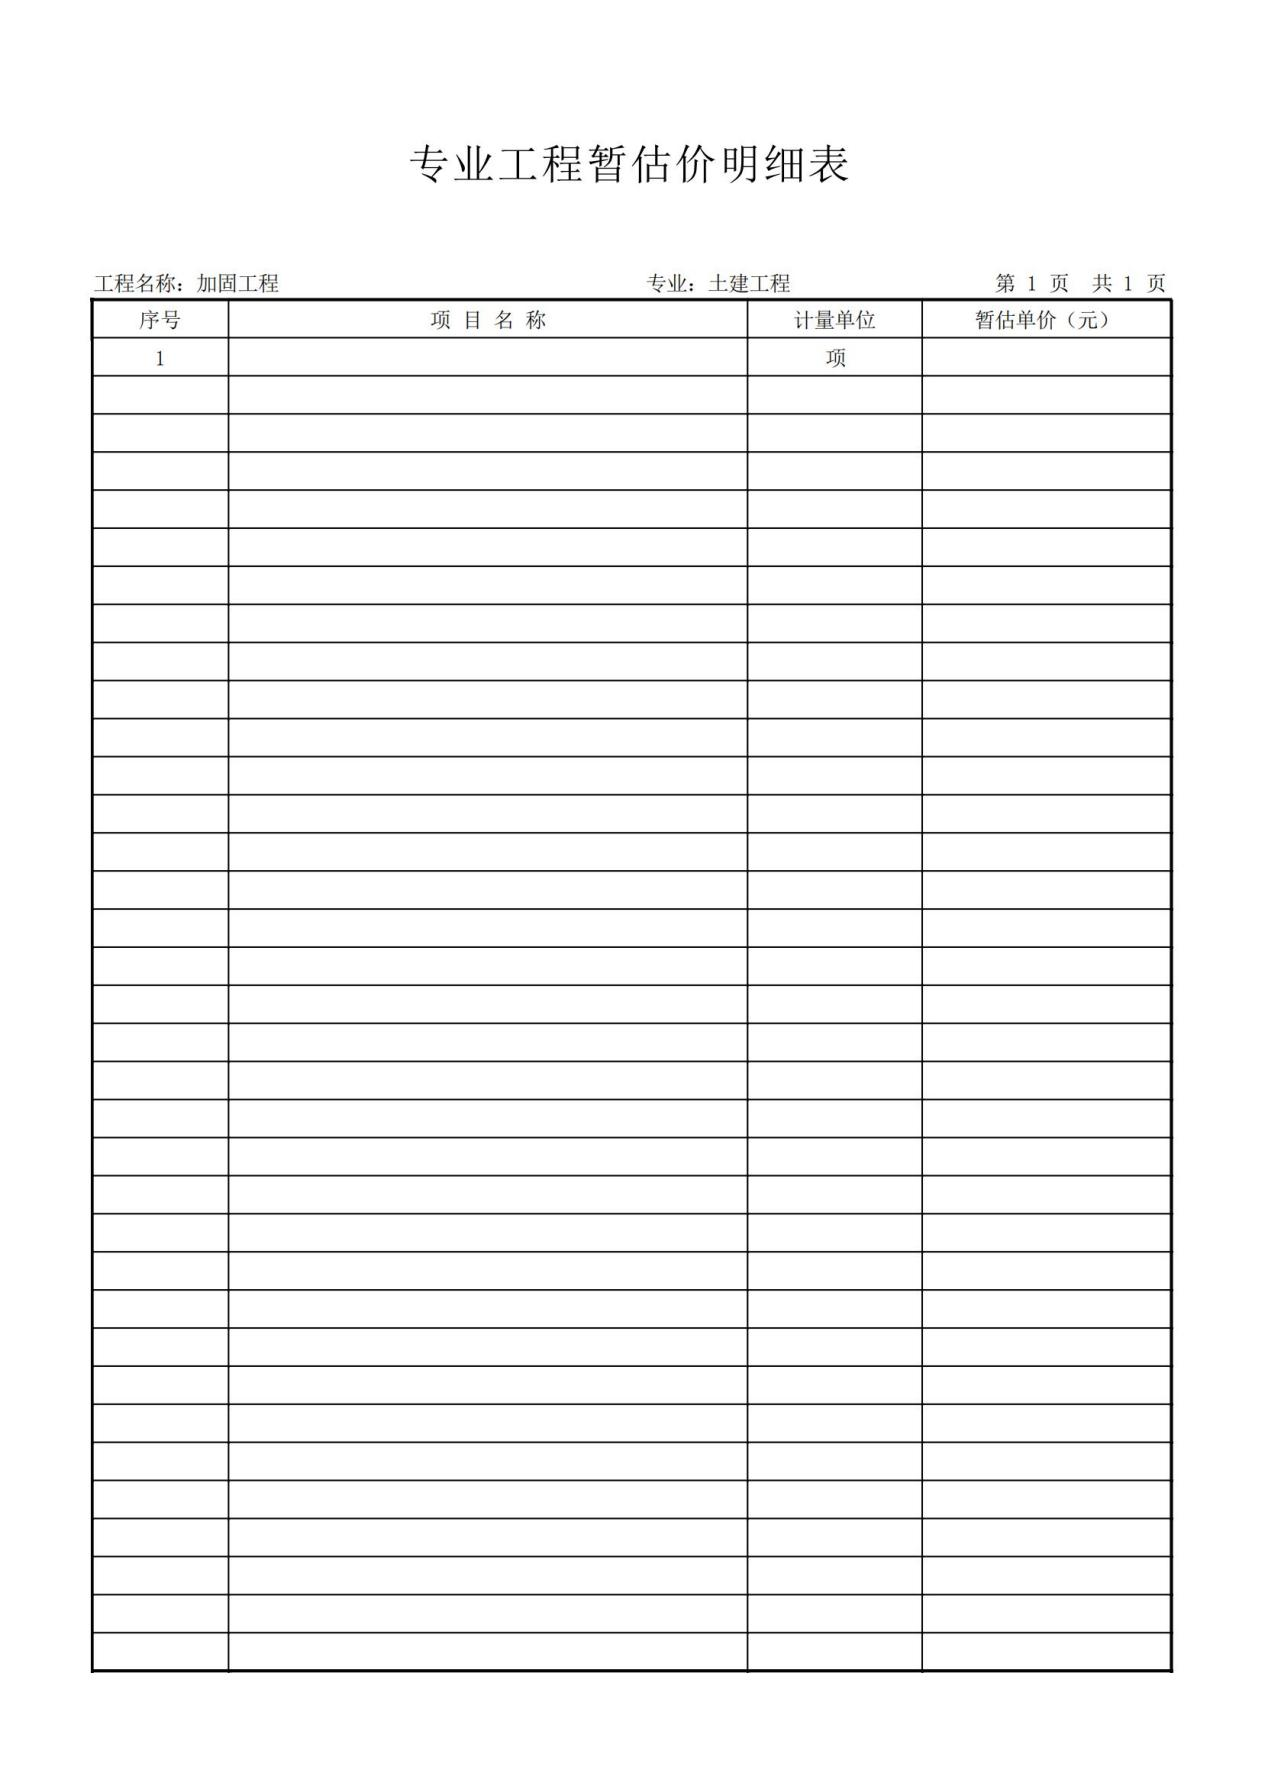 专业工程暂估价明细表
工程名称：加固工程 专业：土建工程 第 1 页 共 1 页
序号 项 目 名 称 计量单位 暂估单价（元）
1 项